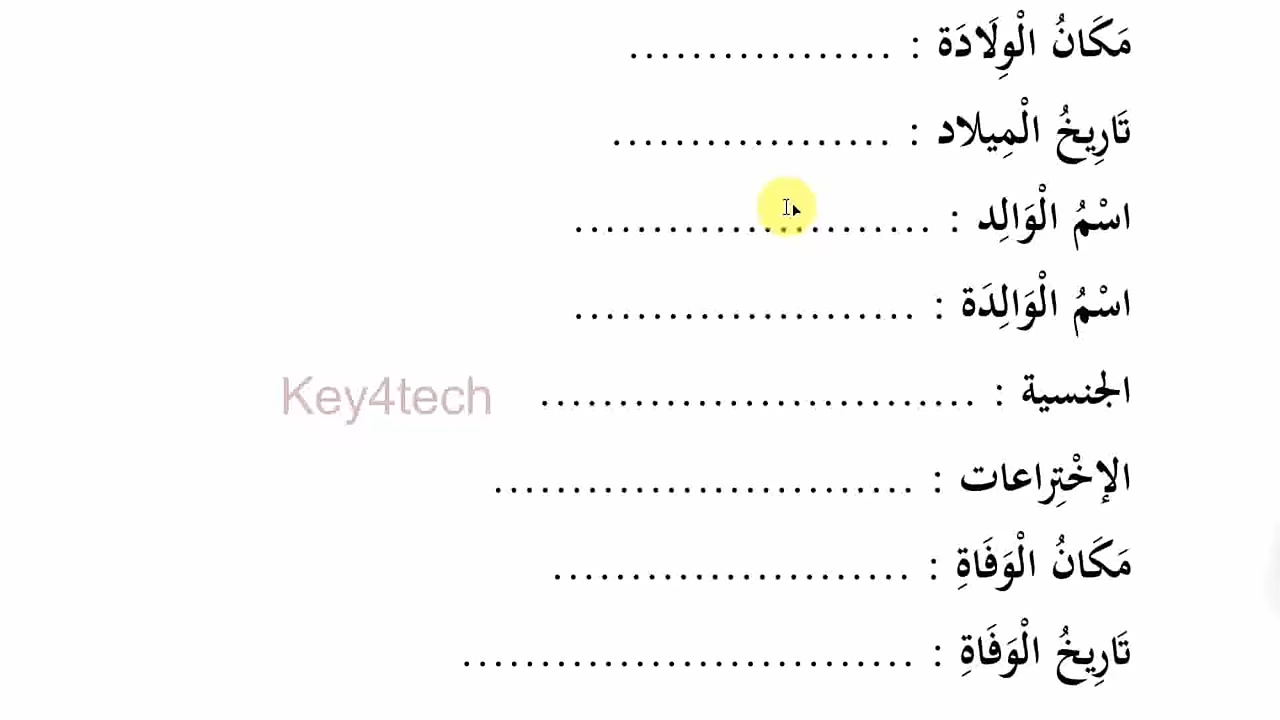 مَكَانُ الْوِلَادَة : .................
تَارِيخُ الْمِيلاد : ..................
اسْمُ الْوَالِد : .......................
اسْمُ الْوَالِدَة : ......................
الجنسية : ............................
Key4tech
الإخْتِراعات : ...........................
مَكَانُ الْوَفَاةِ : .......................
تَارِيخُ الْوَفَاةِ : .............................